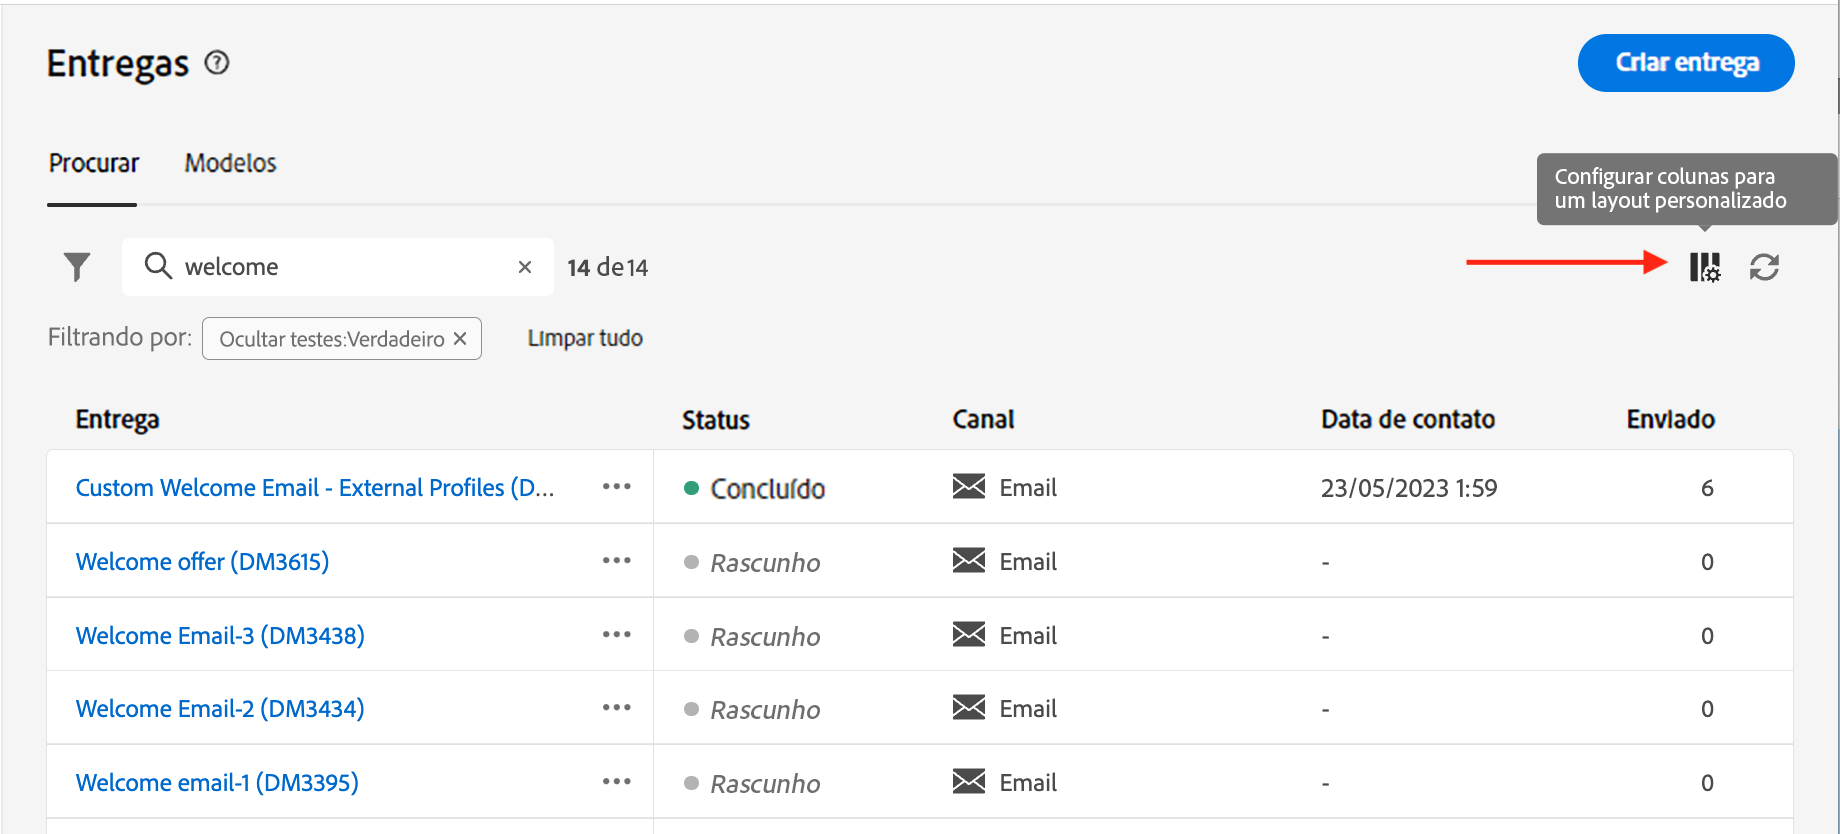 Entregas
Criar entrega
Procurar
Modelos
Configurar colunas para
um layout personalizado
welcome
14 de 14
Filtrando por:
Ocultar testes:Verdadeiro
Limpar tudo
Entrega Status Canal Data de contato Enviado
Custom Welcome Email - External Profiles (D... Concluído Email 23/05/2023 1:59 6
Welcome offer (DM3615) Rascunho Email - 0
Welcome Email-3 (DM3438) Rascunho Email - 0
Welcome Email-2 (DM3434) Rascunho Email - 0
Welcome email-1 (DM3395) Rascunho Email - 0